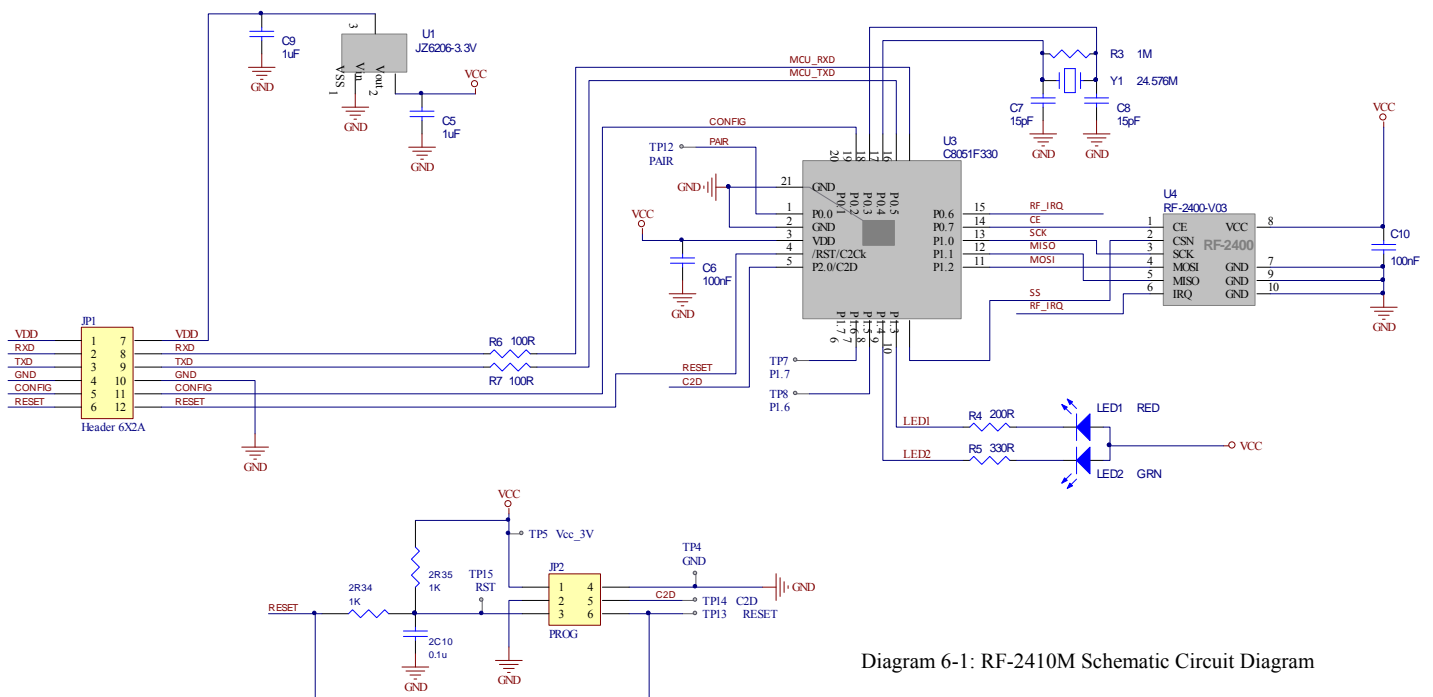 C9
1uF
GND
3
U1
JZ6206-3.3V
VSS 1
Vin
Vout 2
GND
VCC
C5
1uF
GND
MCU_RXD
MCU_TXD
CONFIG
TP12
PAIR
PAIR
R3 1M
Y1 24.576M
C7
15pF
C8
15pF
GND
GND
U3
C8051F330
20
19
18
17
16
GND
21 GND
P0.1
P0.2
P0.3
P0.4
P0.5
1 P0.0
2 GND
3 VDD
4 /RST/C2Ck
5 P2.0/C2D
P0.6 15 RF_IRQ
P0.7 14 CE
P1.0 13 SCK
P1.1 12 MISO
P1.2 11 MOSI
SS
RF_IRQ
P1.7 6
P1.6 7
P1.5 8
P1.4 9
P1.3 10
VCC
C6
100nF
GND
U4
RF-2400-V03
1 CE
2 CSN
3 SCK
4 MOSI
5 MISO
6 IRQ
RF-2400
VCC 8
GND 7
GND 9
GND 10
VCC
C10
100nF
GND
JP1
VDD 1 7 VDD
RXD 2 8 RXD
TXD 3 9 TXD
GND 4 10 GND
CONFIG 5 11 CONFIG
RESET 6 12 RESET
Header 6X2A
GND
R6 100R
R7 100R
RESET
C2D
TP7
P1.7
TP8
P1.6
LED1
R4 200R
LED1 RED
LED2
R5 330R
LED2 GRN
VCC
VCC
TP5 Vcc_3V
2R35
1K
2R34
1K
RESET
TP15
RST
2C10
0.1u
GND
JP2
1 4
2 5
3 6
PROG
GND
TP4
GND
GND
C2D
TP14 C2D
TP13 RESET
Diagram 6-1: RF-2410M Schematic Circuit Diagram